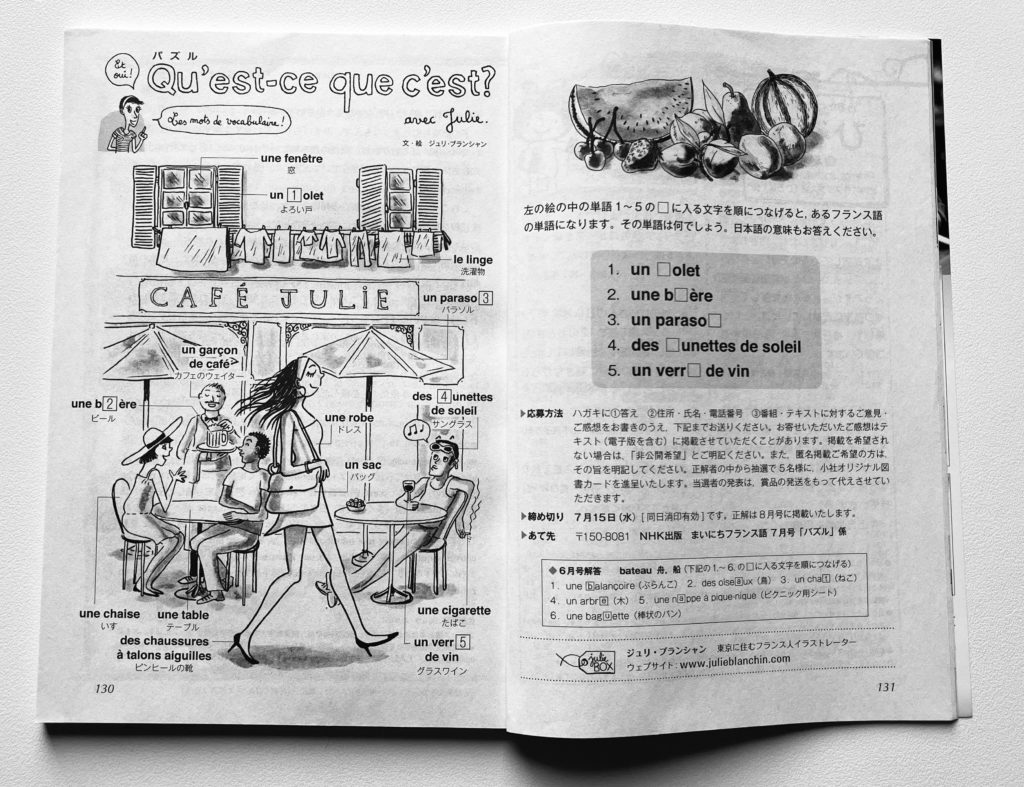 パズル
Et oui!
Qu'est-ce que c'est?
Les mots de vocabulaire!
avec Julie.
文・絵 ジュリ・ブランシャン
une fenêtre
窓
un 1olet
よろい戸
le linge
洗濯物
CAFÉ JULIE
un paraso3
パラソル
un garçon
de café
カフェのウェイター
une b2ère
ビール
une robe
ドレス
des 4unettes
de soleil
サングラス
un sac
バッグ
une chaise
いす
une table
テーブル
une cigarette
たばこ
des chaussures
à talons aiguilles
ピンヒールの靴
un verr5
de vin
グラスワイン
130
左の絵の中の単語1〜5の□に入る文字を順につなげると,あるフランス語
の単語になります。その単語は何でしょう。日本語の意味もお答えください。
1. un □olet
2. une b□ère
3. un paraso□
4. des □unettes de soleil
5. un verr□ de vin
▶応募方法 ハガキに①答え ②住所・氏名・電話番号 ③番組・テキストに対するご意見・
ご感想をお書きのうえ,下記までお送りください。お寄せいただいたご感想は
テキスト(電子版を含む)に掲載させていただくことがあります。掲載を希望され
ない場合は,「非公開希望」とご明記ください。また,匿名掲載ご希望の方は,
その旨を明記してください。正解者の中から抽選で5名様に,小社オリジナル図
書カードを進呈いたします。当選者の発表は,賞品の発送をもって代えさせてい
ただきます。
▶締め切り 7月15日(水)[同日消印有効]です。正解は8月号に掲載いたします。
▶あて先 〒150-8081 NHK出版 まいにちフランス語 7月号「パズル」係
◆6月号解答 bateau 舟,船(下記の1.〜6.の□に入る文字を順につなげる)
1. une balançoire(ぶらんこ) 2. des oiseaux(鳥) 3. un chat(ねこ)
4. un arbre(木) 5. une nappe à pique-nique(ピクニック用シート)
6. une baguette(棒状のパン)
julie BOX
ジュリ・ブランシャン 東京に住むフランス人イラストレーター
ウェブサイト:www.julieblanchin.com
131